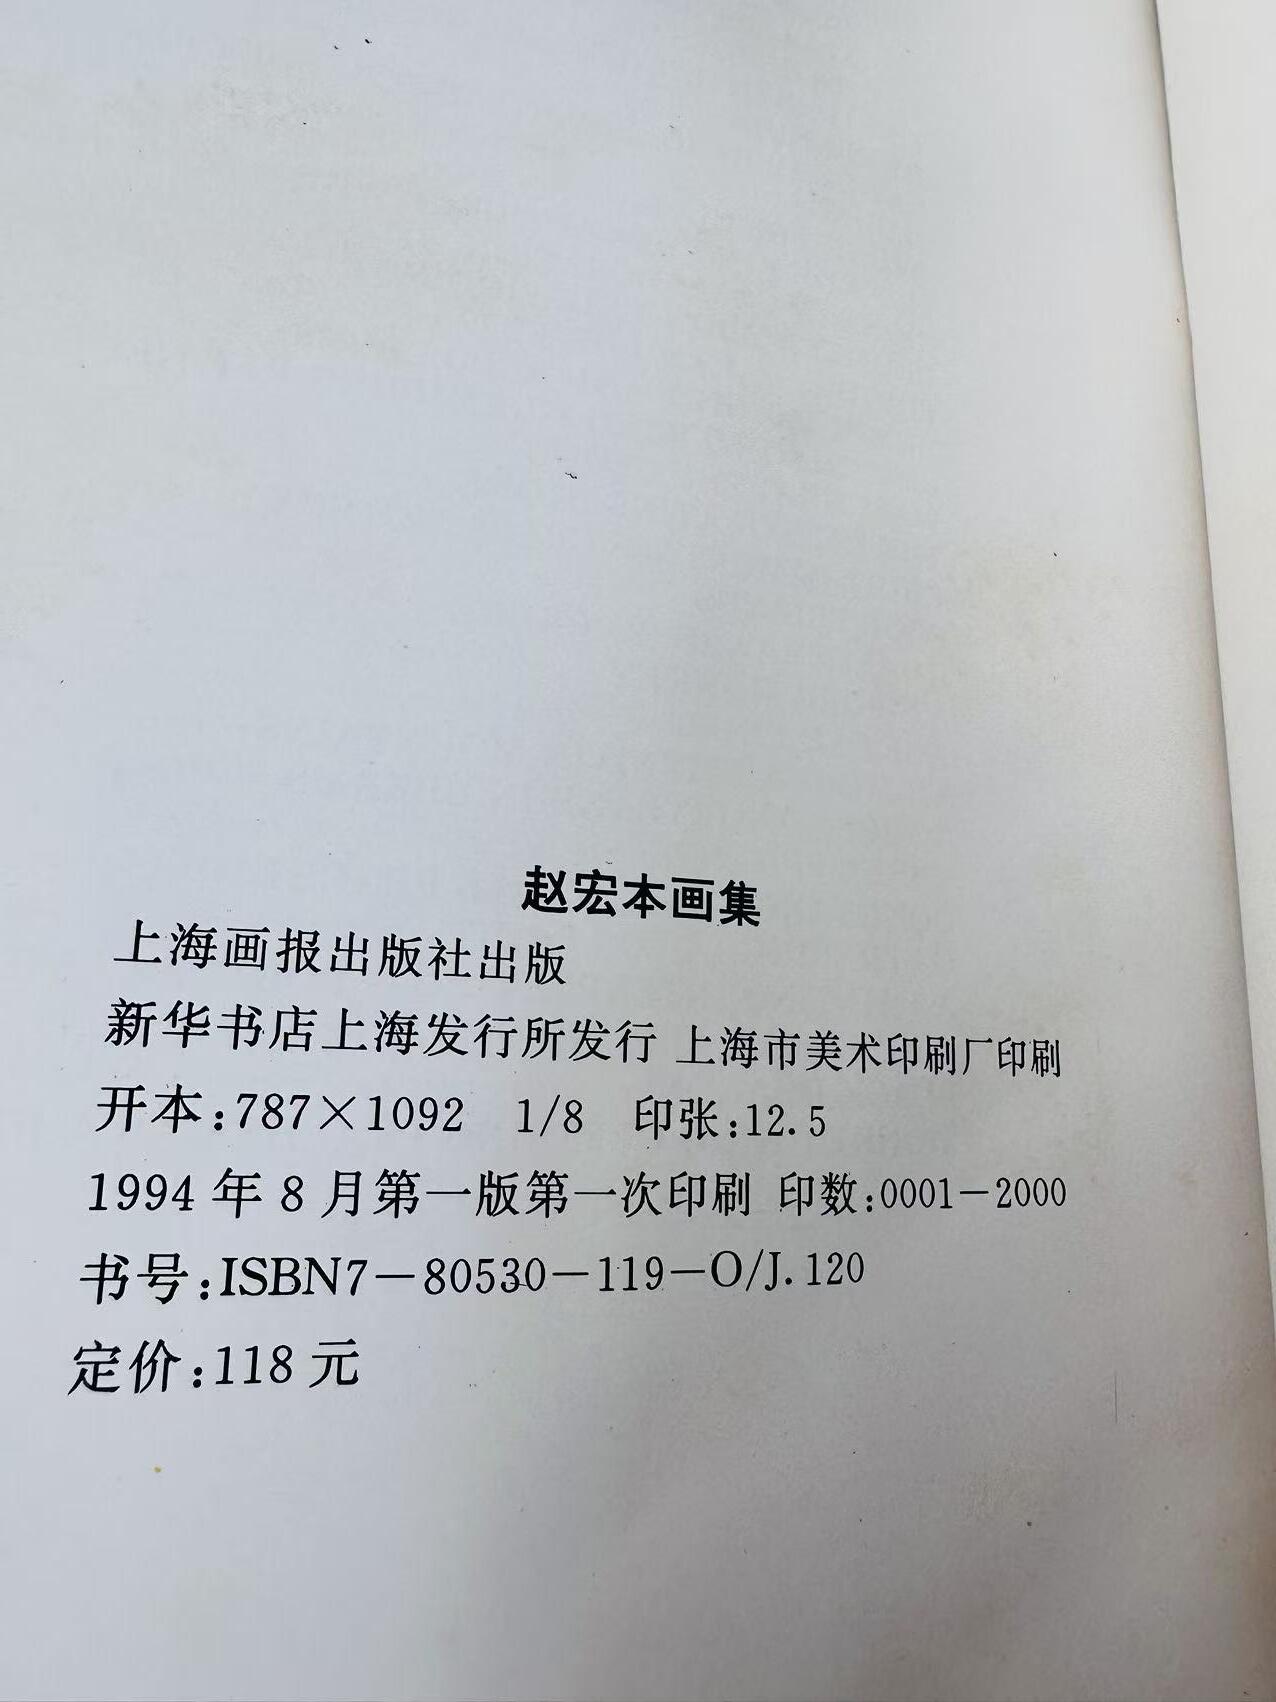 赵宏本画集
上海画报出版社出版
新华书店上海发行所发行 上海市美术印刷厂印刷
开本:787×1092 1/8 印张:12.5
1994年8月第一版第一次印刷 印数:0001-2000
书号:ISBN7-80530-119-O/J.120
定价:118元